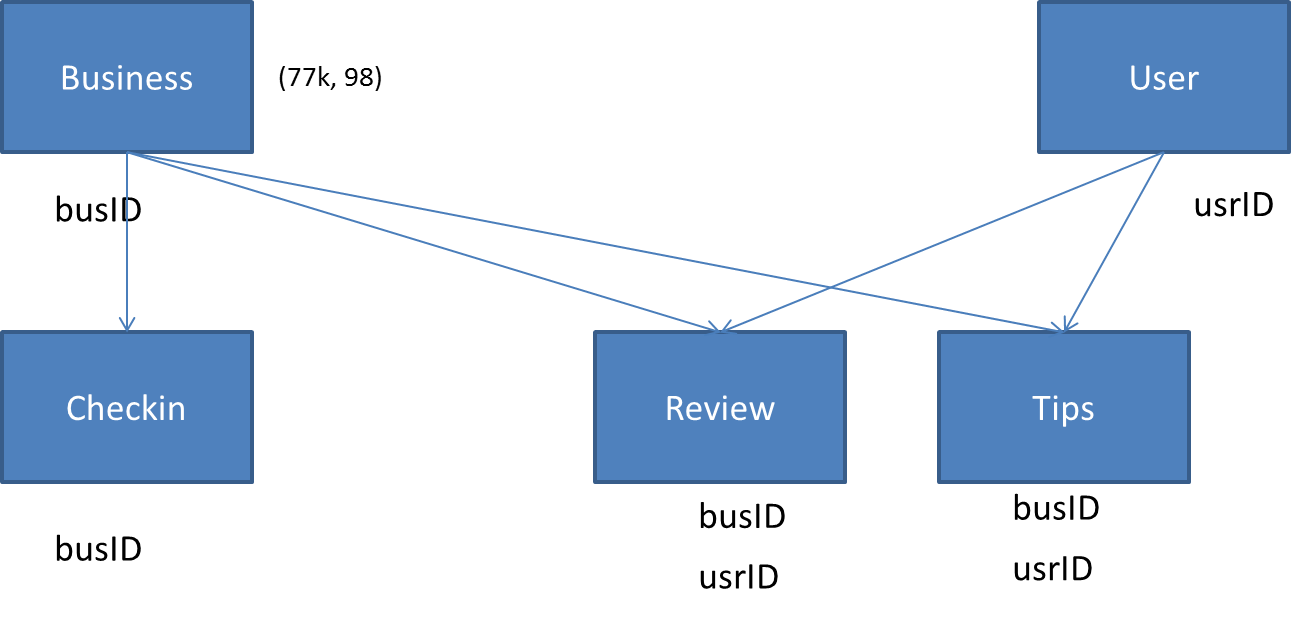 Business
(77k, 98)
User
busID
usrID
Checkin
Review
Tips
busID
busID
usrID
busID
usrID